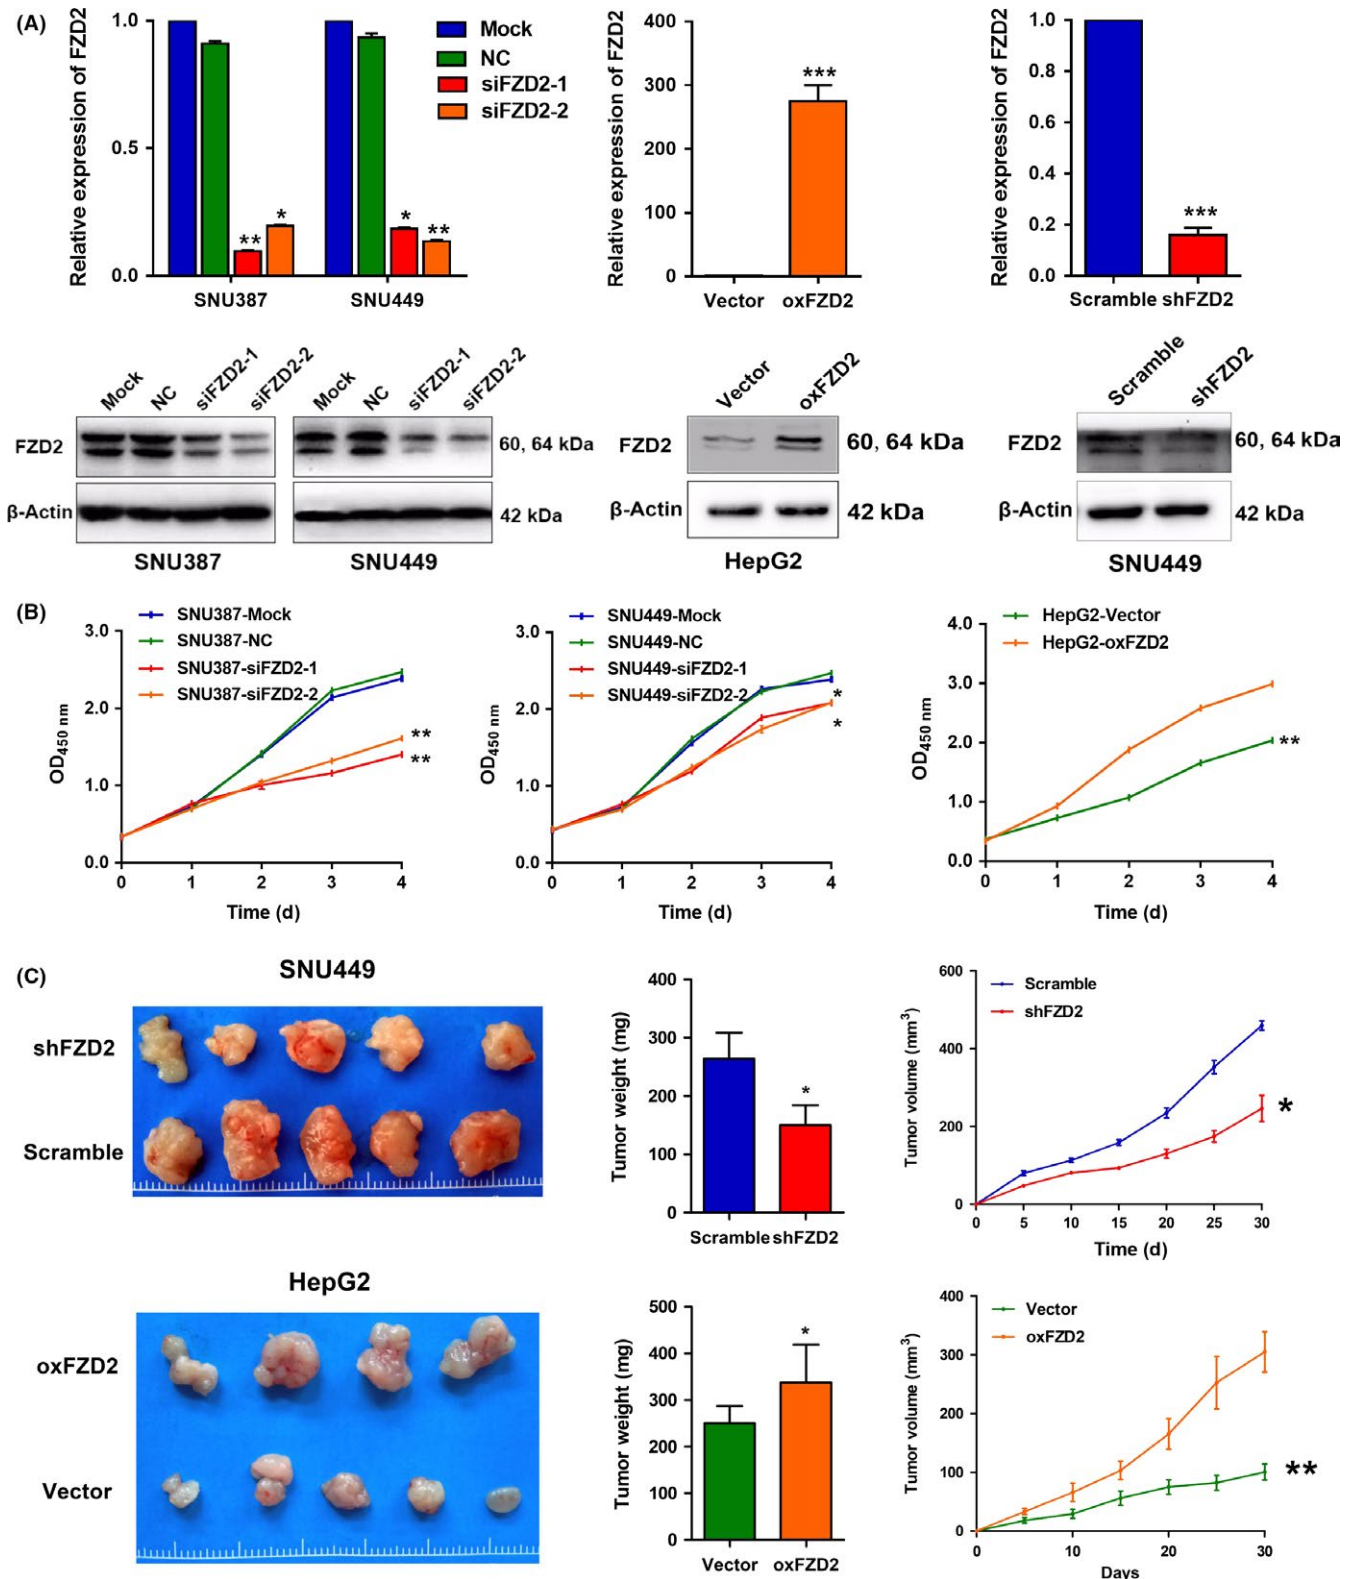 (A)
Relative expression of FZD2
1.0
0.5
0.0
** * * **
SNU387 SNU449
Mock
NC
siFZD2-1
siFZD2-2
Relative expression of FZD2
400
300
200
100
0
***
Vector oxFZD2
Relative expression of FZD2
1.0
0.8
0.6
0.4
0.2
0.0
***
Scramble shFZD2
Mock NC siFZD2-1 siFZD2-2 Mock NC siFZD2-1 siFZD2-2
FZD2 60, 64 kDa
β-Actin 42 kDa
SNU387 SNU449
Vector oxFZD2
FZD2 60, 64 kDa
β-Actin 42 kDa
HepG2
Scramble shFZD2
FZD2 60, 64 kDa
β-Actin 42 kDa
SNU449
(B)
SNU387-Mock
SNU387-NC
SNU387-siFZD2-1
SNU387-siFZD2-2
OD450 nm
3.0
2.0
1.0
0.0
**
**
0 1 2 3 4
Time (d)
SNU449-Mock
SNU449-NC
SNU449-siFZD2-1
SNU449-siFZD2-2
OD450 nm
3.0
2.0
1.0
0.0
*
*
0 1 2 3 4
Time (d)
HepG2-Vector
HepG2-oxFZD2
OD450 nm
4.0
3.0
2.0
1.0
0.0
**
0 1 2 3 4
Time (d)
(C)
SNU449
shFZD2
Scramble
Tumor weight (mg)
400
300
200
100
0
*
Scramble shFZD2
Tumor volume (mm3)
600
400
200
0
Scramble
shFZD2
*
0 5 10 15 20 25 30
Time (d)
HepG2
oxFZD2
Vector
Tumor weight (mg)
500
400
300
200
100
0
*
Vector oxFZD2
Tumor volume (mm3)
400
300
200
100
0
Vector
oxFZD2
**
0 10 20 30
Days